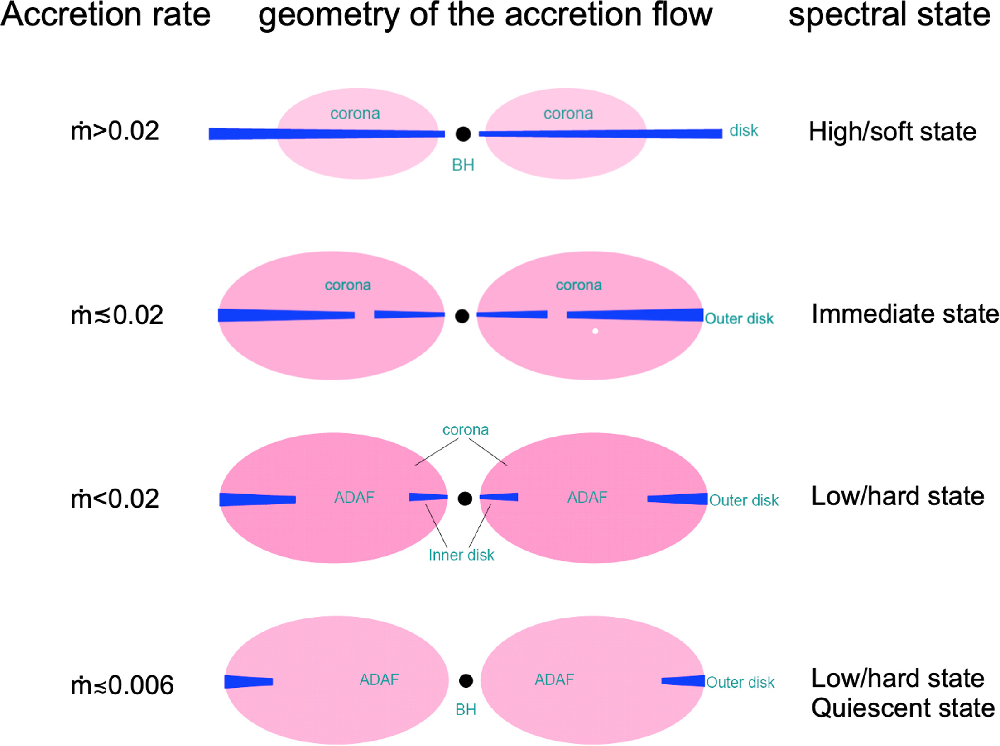 Accretion rate geometry of the accretion flow spectral state
corona corona
ṁ>0.02 disk High/soft state
BH
corona corona
ṁ⪅0.02 Outer disk Immediate state
corona
ṁ<0.02 ADAF ADAF Outer disk Low/hard state
Inner disk
ṁ⪅0.006 ADAF ADAF Outer disk Low/hard state
BH Quiescent state